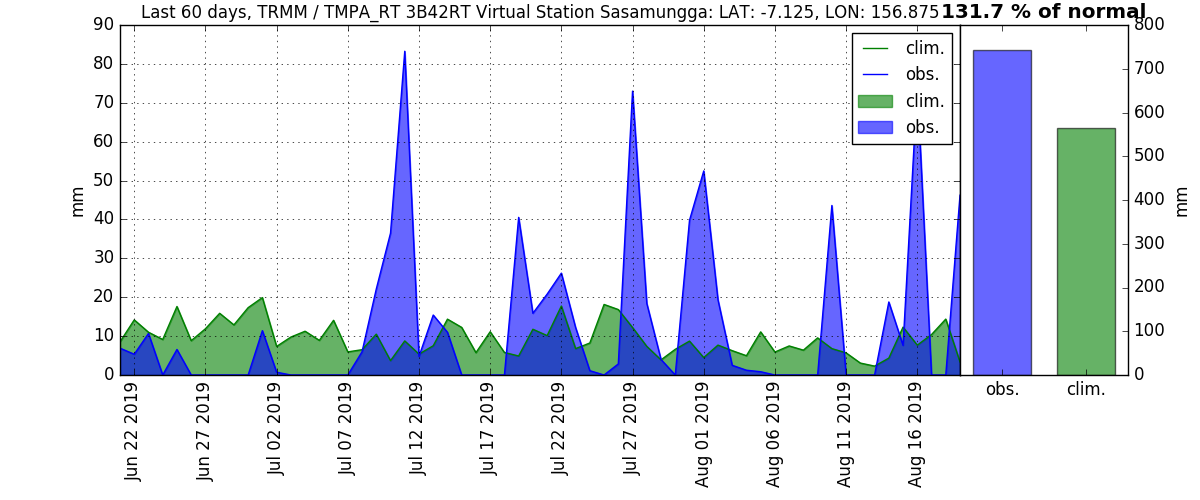 Last 60 days, TRMM / TMPA_RT 3B42RT Virtual Station Sasamungga: LAT: -7.125, LON: 156.875
131.7 % of normal
clim.
obs.
clim.
obs.
mm
90
80
70
60
50
40
30
20
10
0
Jun 22 2019
Jun 27 2019
Jul 02 2019
Jul 07 2019
Jul 12 2019
Jul 17 2019
Jul 22 2019
Jul 27 2019
Aug 01 2019
Aug 06 2019
Aug 11 2019
Aug 16 2019
800
700
600
500
400
300
200
100
0
mm
obs.
clim.